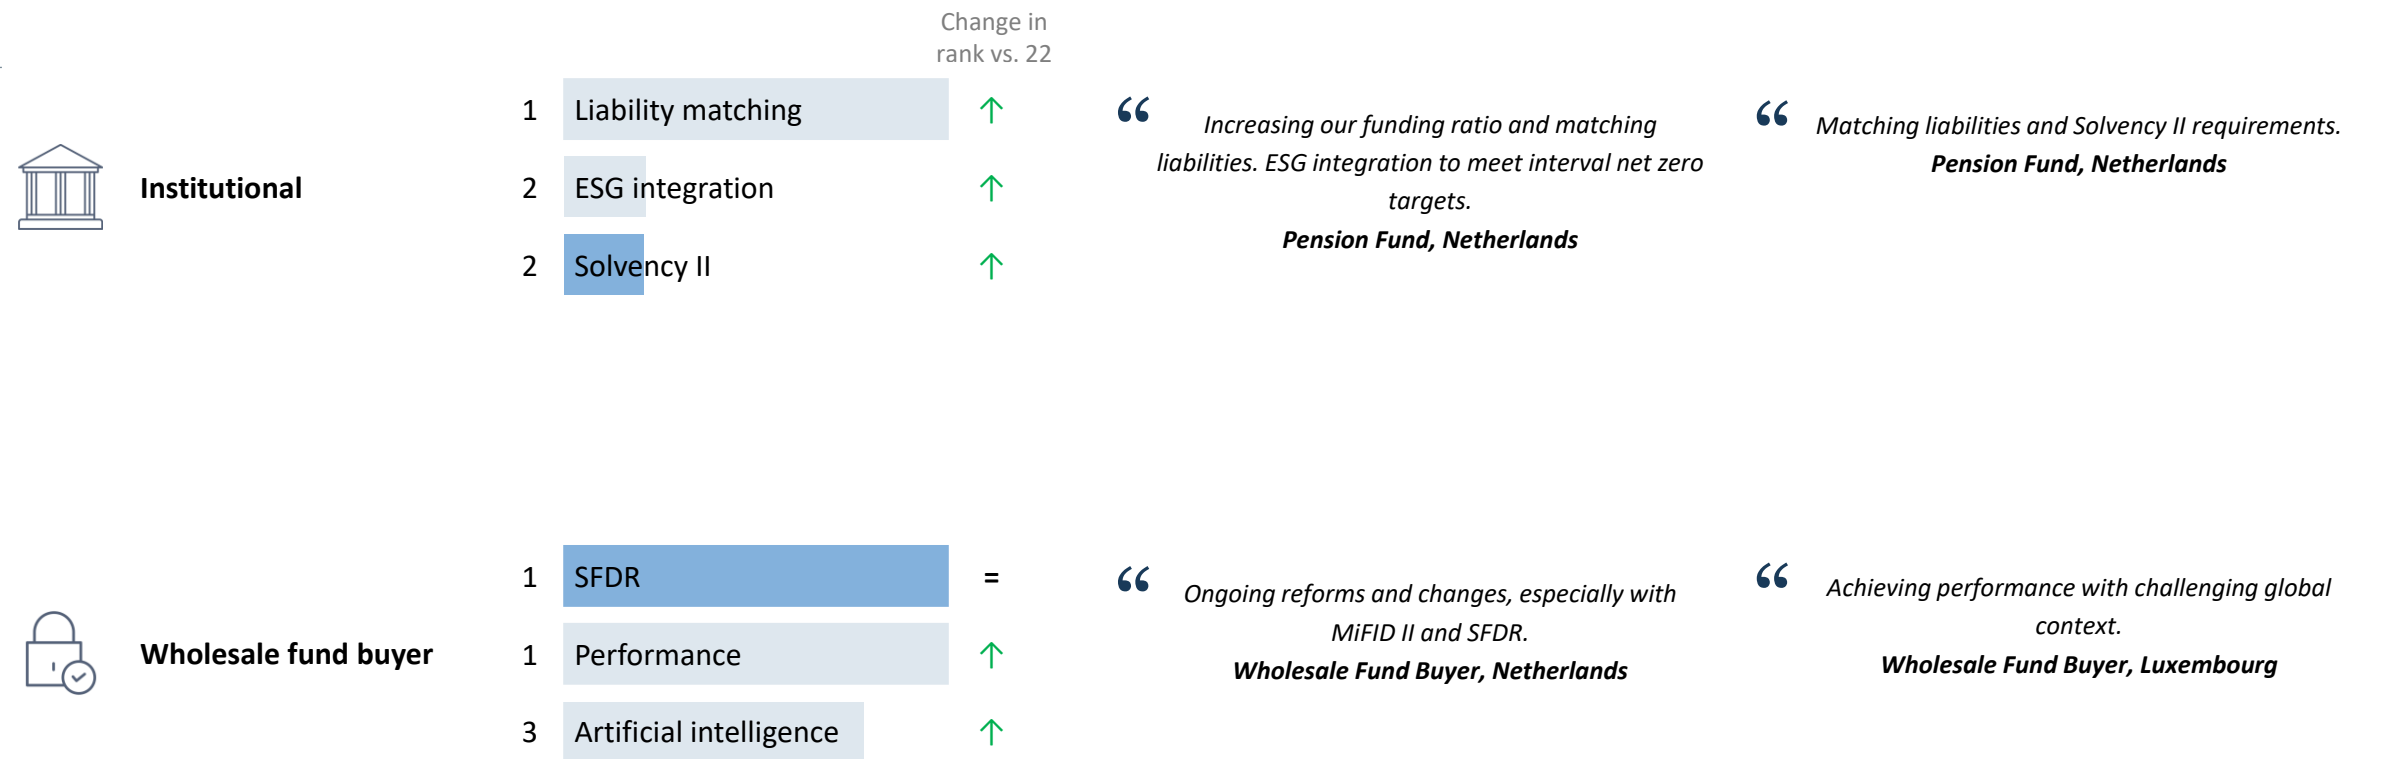 Change in
rank vs. 22
Institutional
1 Liability matching ↑
2 ESG integration ↑
2 Solvency II ↑
“ Increasing our funding ratio and matching
liabilities. ESG integration to meet interval net zero
targets.
Pension Fund, Netherlands
“ Matching liabilities and Solvency II requirements.
Pension Fund, Netherlands
Wholesale fund buyer
1 SFDR =
1 Performance ↑
3 Artificial intelligence ↑
“ Ongoing reforms and changes, especially with
MiFID II and SFDR.
Wholesale Fund Buyer, Netherlands
“ Achieving performance with challenging global
context.
Wholesale Fund Buyer, Luxembourg